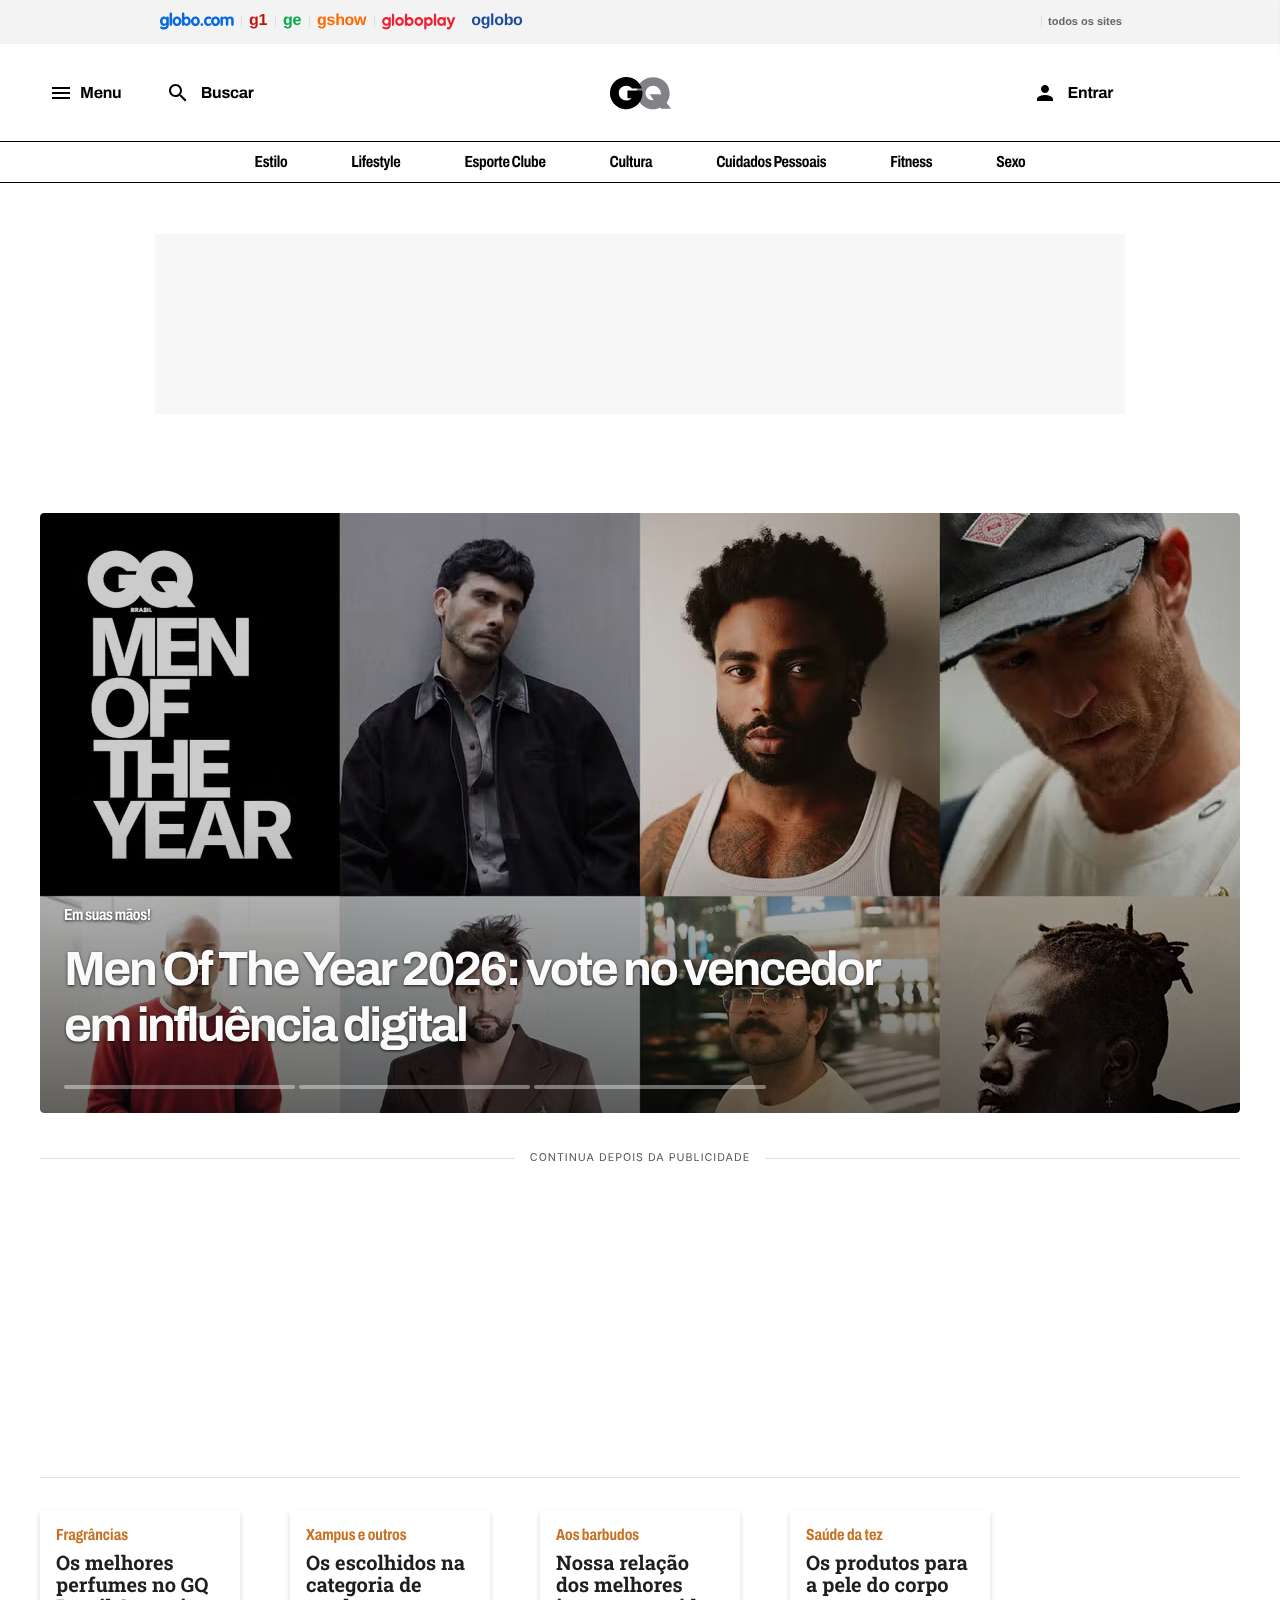 globo.com g1 ge gshow globoplay oglobo todos os sites
Menu Buscar GQ Entrar
Estilo Lifestyle Esporte Clube Cultura Cuidados Pessoais Fitness Sexo
GQ
BRASIL
MEN
OF
THE
YEAR
Em suas mãos!
Men Of The Year 2026: vote no vencedor
em influência digital
CONTINUA DEPOIS DA PUBLICIDADE
Fragrâncias
Os melhores
perfumes no GQ
Xampus e outros
Os escolhidos na
categoria de
Aos barbudos
Nossa relação
dos melhores
Saúde da tez
Os produtos para
a pele do corpo